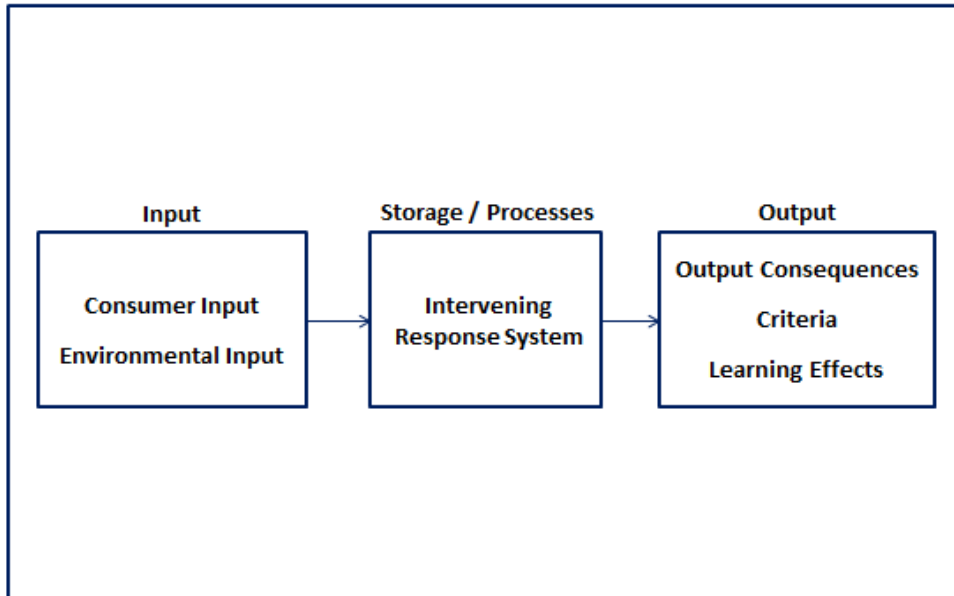 Input
Consumer Input
Environmental Input
Storage / Processes
Intervening
Response System
Output
Output Consequences
Criteria
Learning Effects